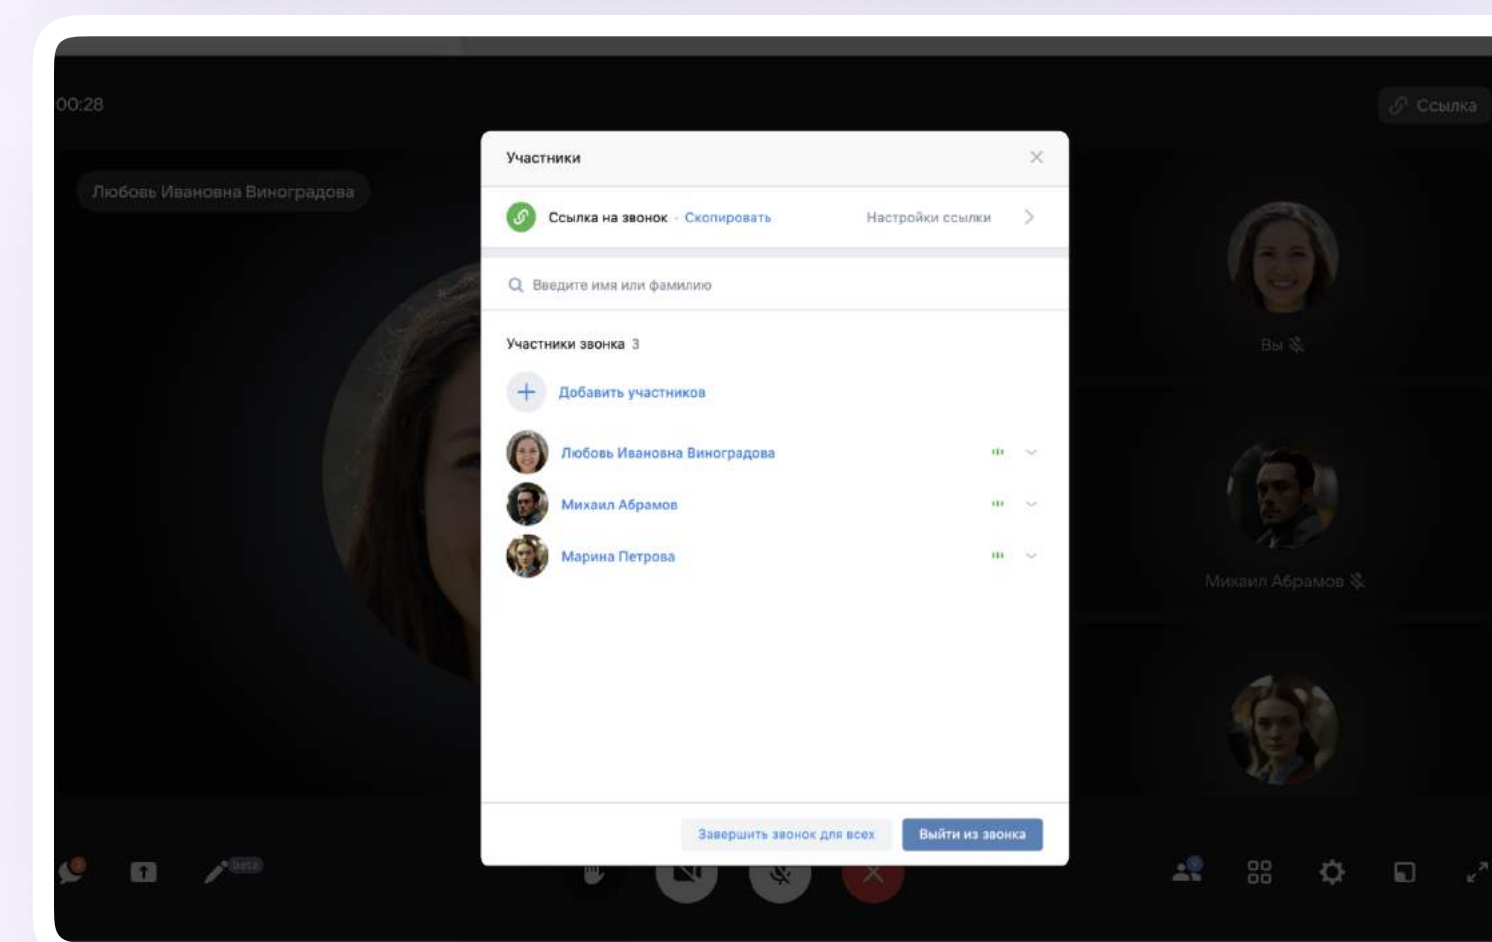 00:28
Ссылка
Любовь Ивановна Виноградова
Участники
Ссылка на звонок - Скопировать
Настройки ссылки
Введите имя или фамилию
Участники звонка 3
Добавить участников
Любовь Ивановна Виноградова
Михаил Абрамов
Марина Петрова
Завершить звонок для всех
Выйти из звонка
Вы
Михаил Абрамов
beta